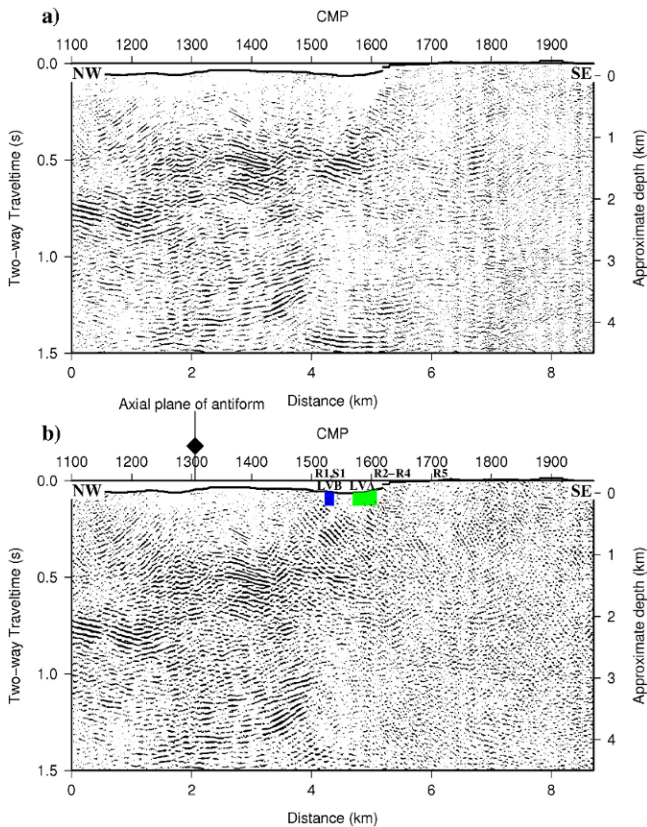 a)
CMP
1100 1200 1300 1400 1500 1600 1700 1800 1900
NW SE
0.0
0.5
1.0
1.5
Two-way Traveltime (s)
0
1
2
3
4
Approximate depth (km)
0 2 4 6 8
Distance (km)
Axial plane of antiform
b)
CMP
1100 1200 1300 1400 1500 1600 1700 1800 1900
R1,S1 R2-R4 R5
NW LVB LVA SE
0.0
0.5
1.0
1.5
Two-way Traveltime (s)
0
1
2
3
4
Approximate depth (km)
0 2 4 6 8
Distance (km)